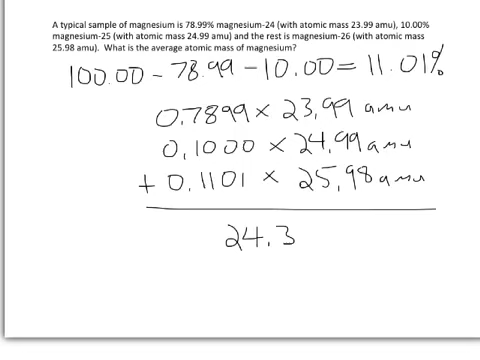 A typical sample of magnesium is 78.99% magnesium-24 (with atomic mass 23.99 amu), 10.00%
magnesium-25 (with atomic mass 24.99 amu) and the rest is magnesium-26 (with atomic mass
25.98 amu). What is the average atomic mass of magnesium?
100.00 - 78.99 - 10.00 = 11.01%
0.7899 x 23.99 amu
0.1000 x 24.99 amu
+ 0.1101 x 25.98 amu
24.3